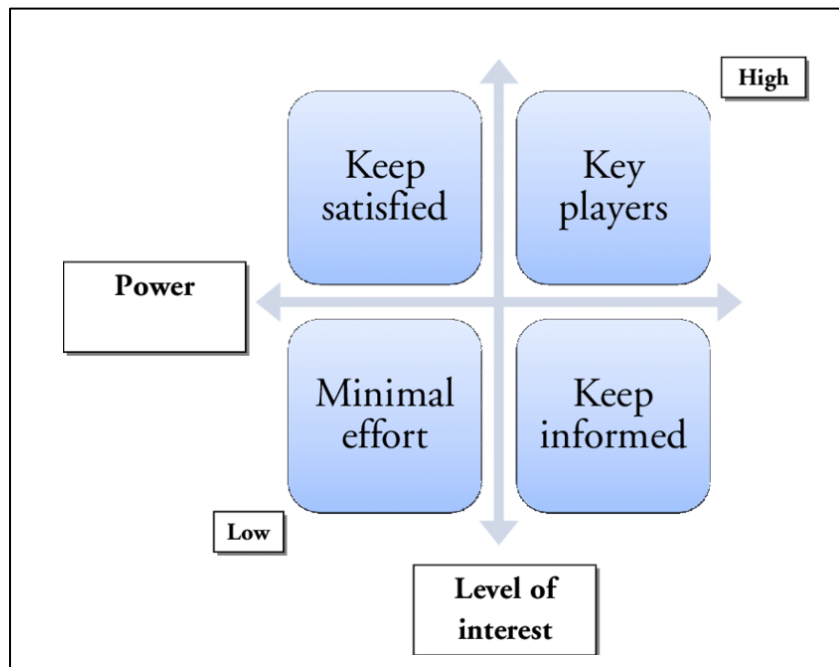 High
Keep
satisfied
Key
players
Power
Minimal
effort
Keep
informed
Low
Level of
interest